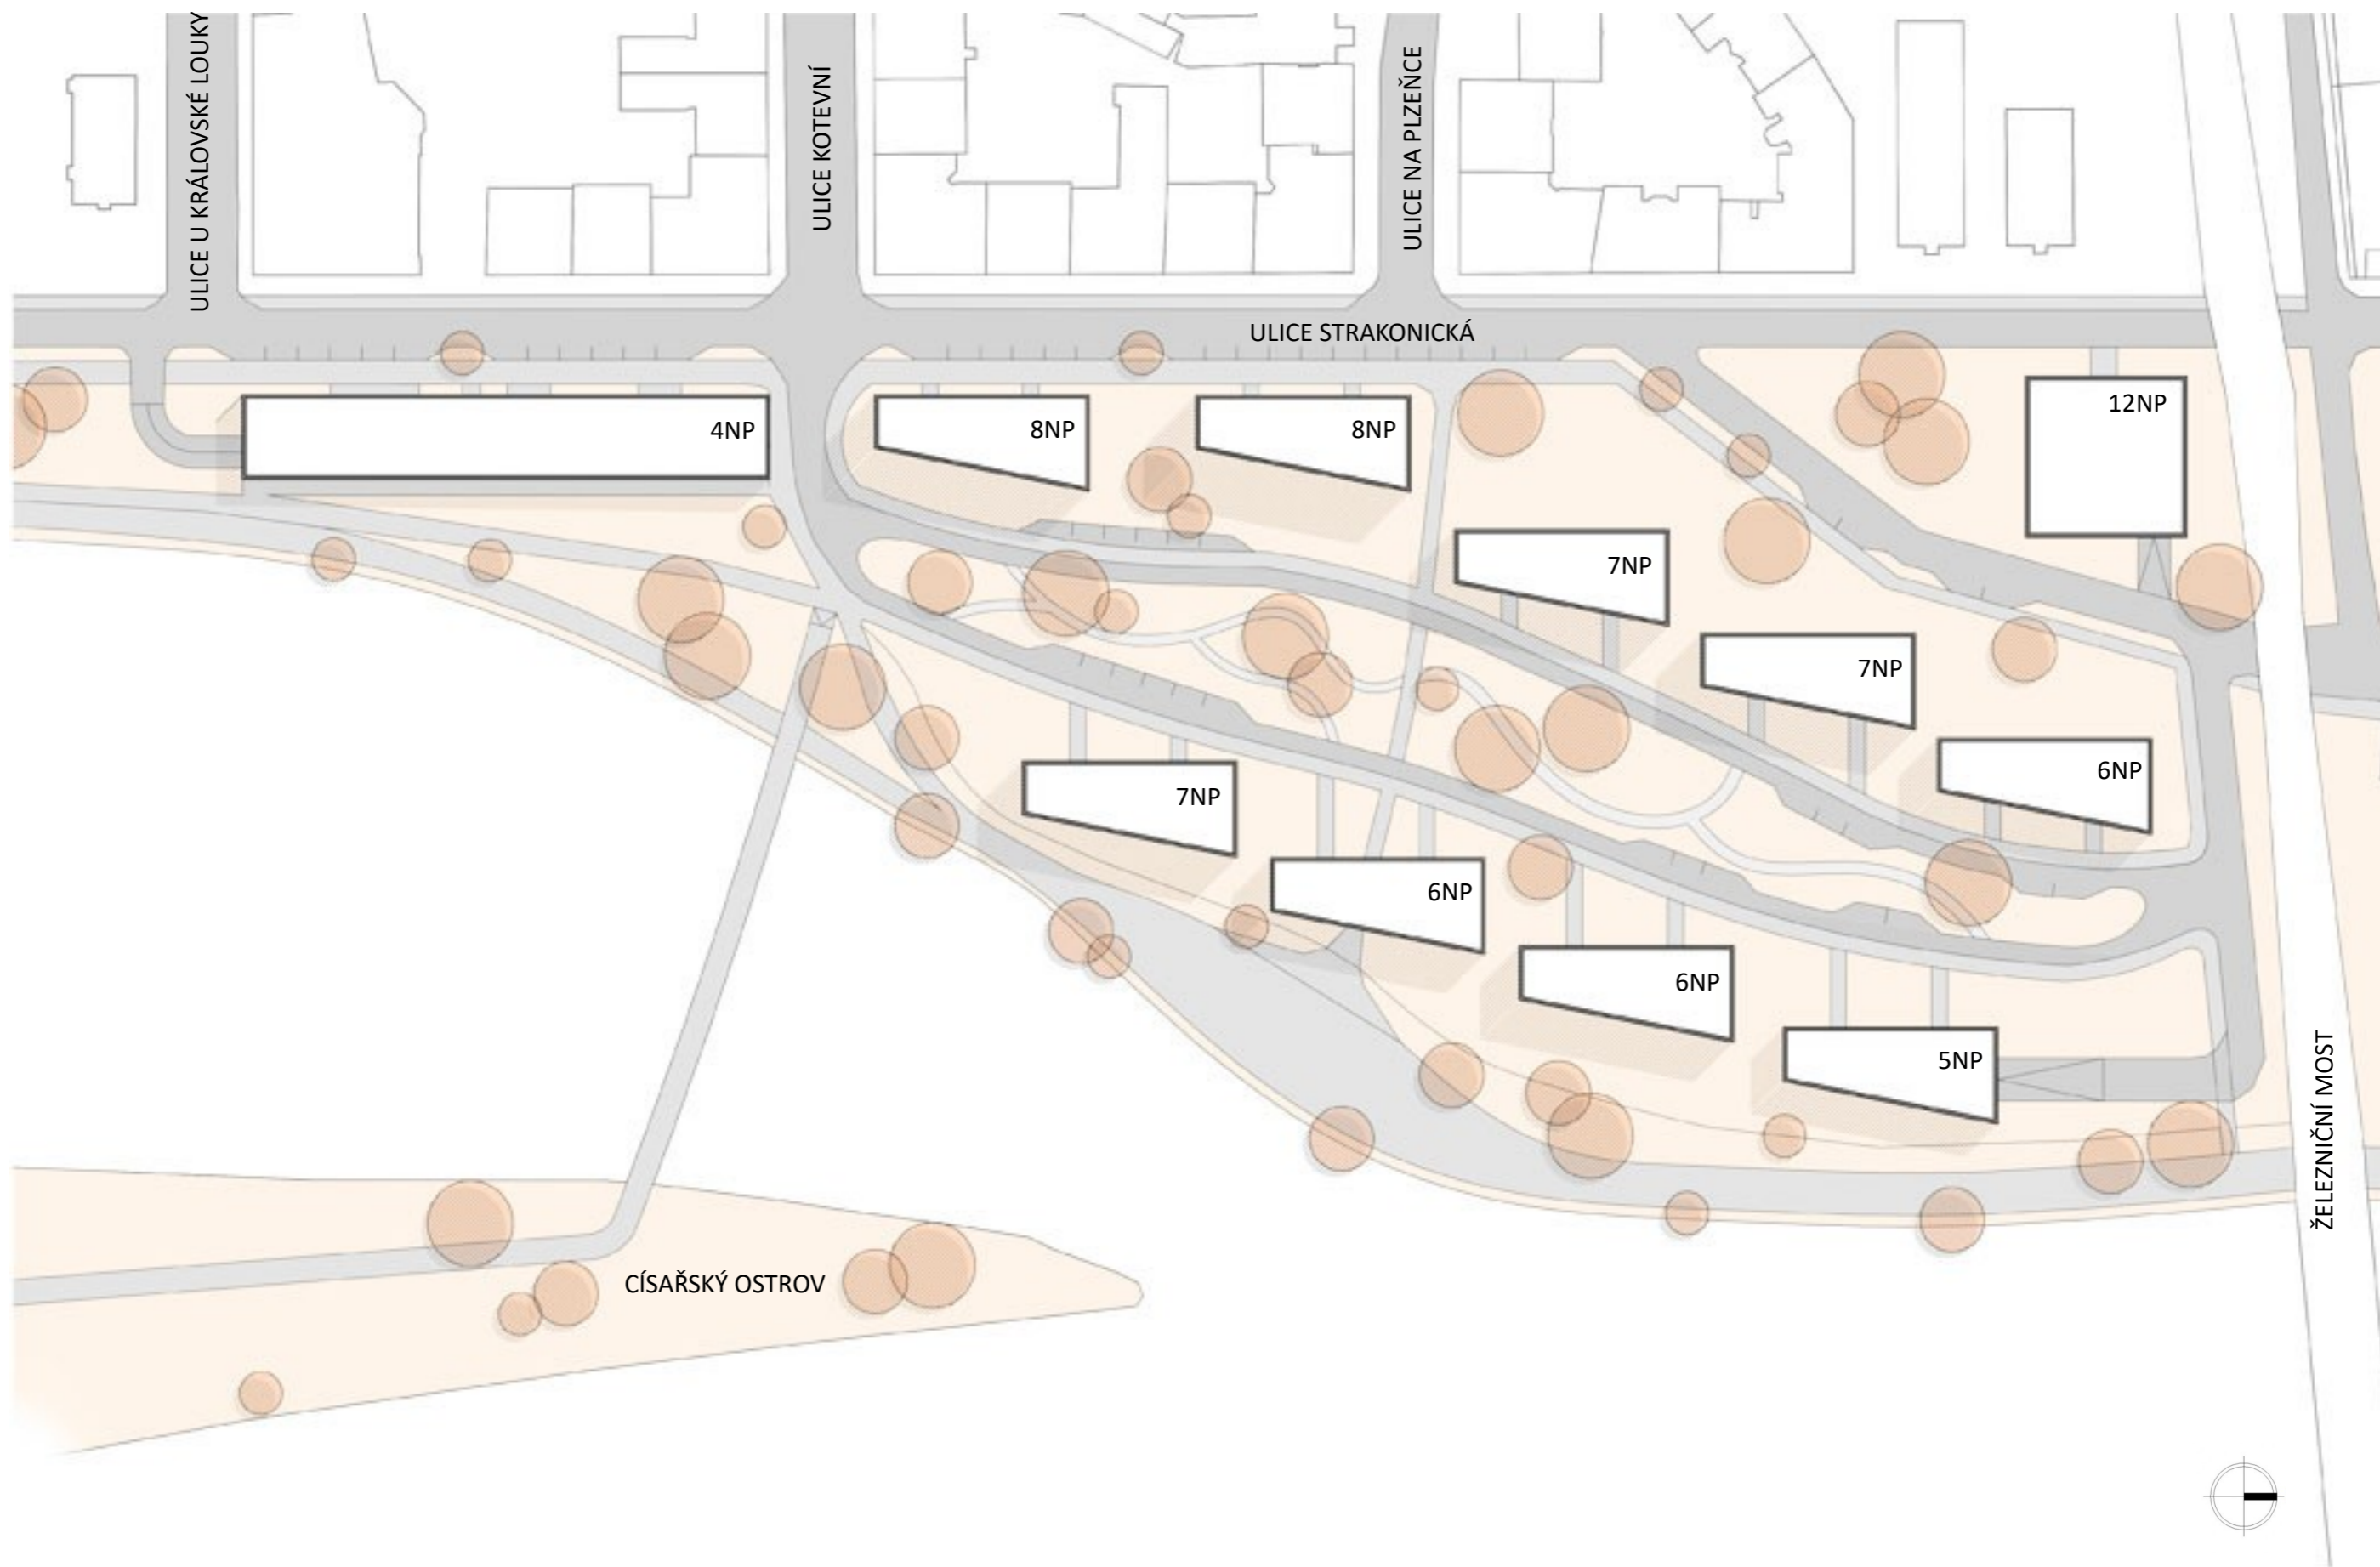 ULICE U KRÁLOVSKÉ LOUKY
ULICE KOTEVNÍ
ULICE NA PLZEŇCE
ULICE STRAKONICKÁ
4NP
8NP
8NP
12NP
7NP
7NP
6NP
7NP
6NP
6NP
5NP
ŽELEZNIČNÍ MOST
CÍSAŘSKÝ OSTROV